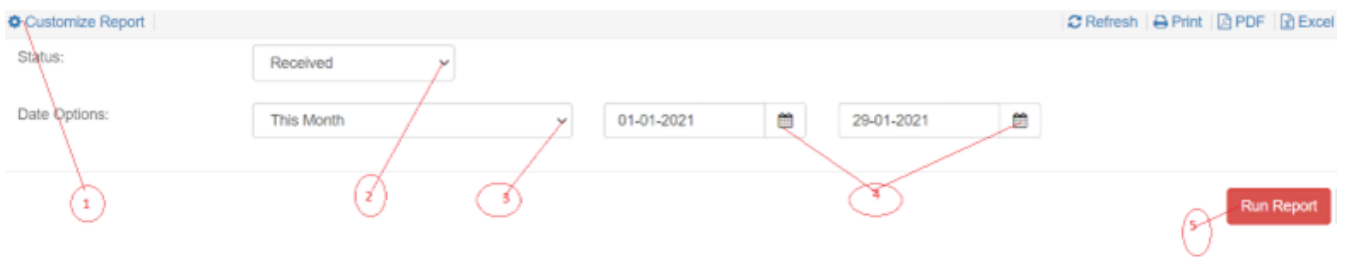 Customize Report Refresh Print PDF Excel
Status: Received
Date Options: This Month 01-01-2021 29-01-2021
1 2 3 4
Run Report
5